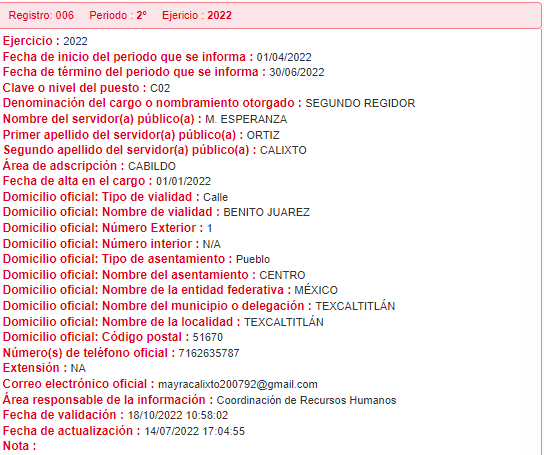 Registro: 006 Periodo : 2° Ejericio : 2022
Ejercicio : 2022
Fecha de inicio del periodo que se informa : 01/04/2022
Fecha de término del periodo que se informa : 30/06/2022
Clave o nivel del puesto : C02
Denominación del cargo o nombramiento otorgado : SEGUNDO REGIDOR
Nombre del servidor(a) público(a) : M. ESPERANZA
Primer apellido del servidor(a) público(a) : ORTIZ
Segundo apellido del servidor(a) público(a) : CALIXTO
Área de adscripción : CABILDO
Fecha de alta en el cargo : 01/01/2022
Domicilio oficial: Tipo de vialidad : Calle
Domicilio oficial: Nombre de vialidad : BENITO JUAREZ
Domicilio oficial: Número Exterior : 1
Domicilio oficial: Número interior : N/A
Domicilio oficial: Tipo de asentamiento : Pueblo
Domicilio oficial: Nombre del asentamiento : CENTRO
Domicilio oficial: Nombre de la entidad federativa : MÉXICO
Domicilio oficial: Nombre del municipio o delegación : TEXCALTITLÁN
Domicilio oficial: Nombre de la localidad : TEXCALTITLÁN
Domicilio oficial: Código postal : 51670
Número(s) de teléfono oficial : 7162635787
Extensión : NA
Correo electrónico oficial : mayracalixto200792@gmail.com
Área responsable de la información : Coordinación de Recursos Humanos
Fecha de validación : 18/10/2022 10:58:02
Fecha de actualización : 14/07/2022 17:04:55
Nota :